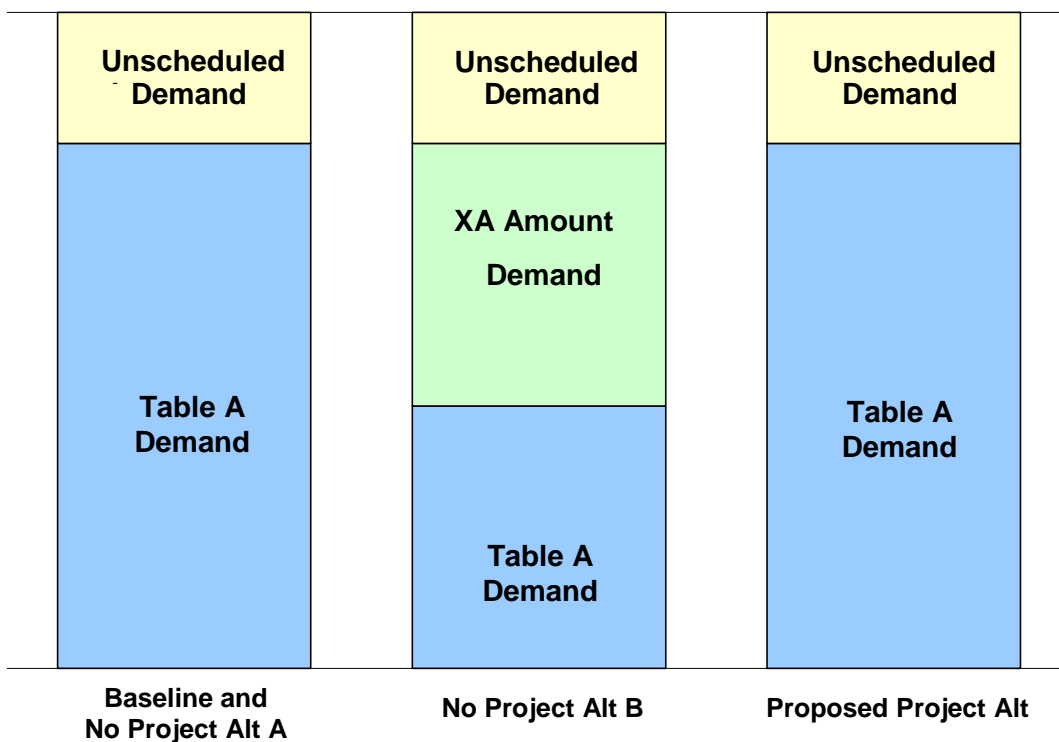 Unscheduled
Demand
Unscheduled
Demand
Unscheduled
Demand
XA Amount
Demand
Table A
Demand
Table A
Demand
Table A
Demand
Baseline and
No Project Alt A
No Project Alt B
Proposed Project Alt